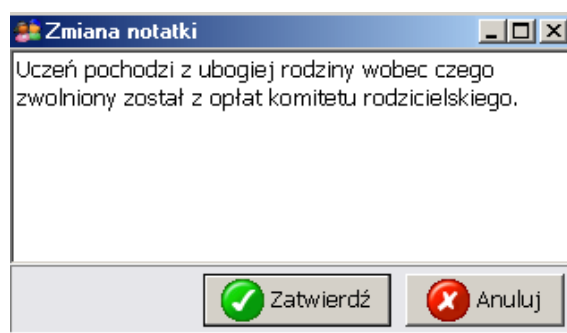 Zmiana notatki
Uczeń pochodzi z ubogiej rodziny wobec czego
zwolniony został z opłat komitetu rodzicielskiego.
Zatwierdź
Anuluj